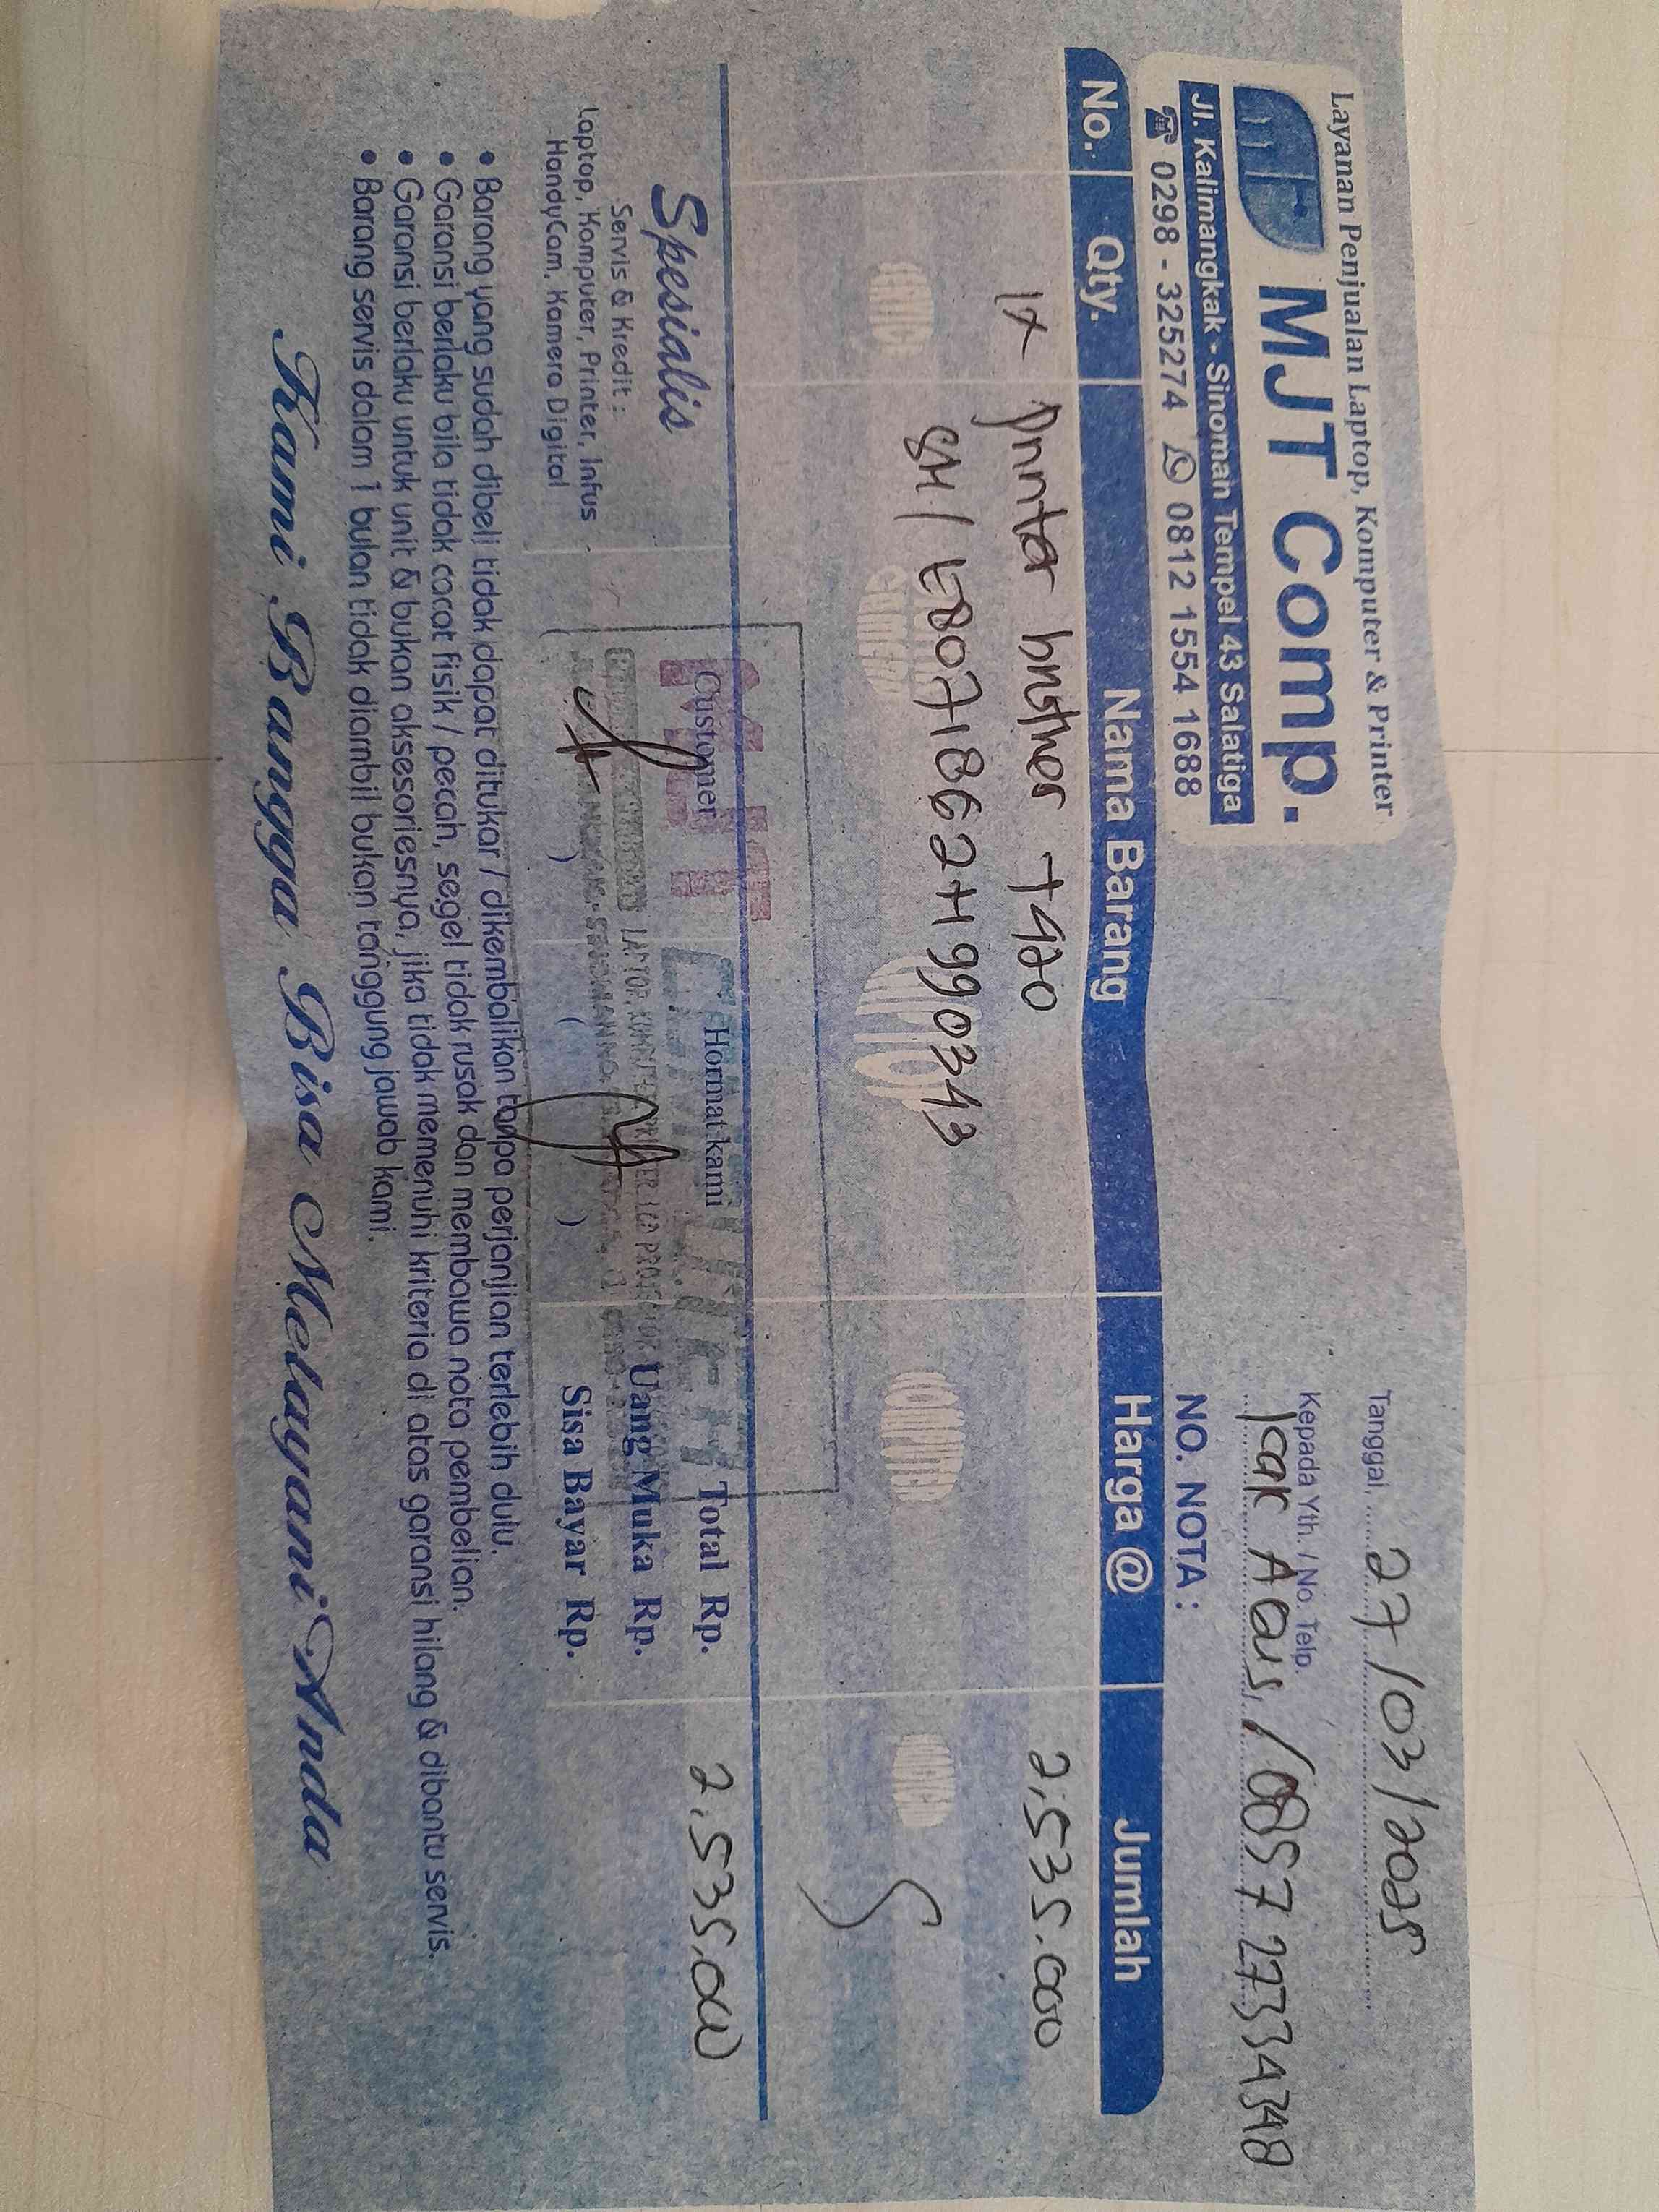 Layanan Penjualan Laptop, Komputer & Printer
MJT Comp.
Jl. Kalimangkak - Sinoman Tempel 43 Salatiga
0298 - 325274 0812 1554 1688
Tanggal, 27/03/2025
Kepada Yth. / No. Telp.
Pak Agus / 085727334348
NO. NOTA :
No. Qty. Nama Barang Harga @ Jumlah
1x Printer brother T420 2.535.000
SN / E80071862H990343
Spesialis
Servis & Kredit :
Laptop, Komputer, Printer, Infus
HandyCam, Kamera Digital
Customer
( )
Hormat kami
( )
MJT COMPUTER
Total Rp. 2.535.000
Uang Muka Rp.
Sisa Bayar Rp.
• Barang yang sudah dibeli tidak dapat ditukar / dikembalikan tanpa perjanjian terlebih dulu.
• Garansi berlaku bila tidak cacat fisik / pecah, segel tidak rusak dan membawa nota pembelian.
• Garansi berlaku untuk unit & bukan aksesoriesnya, jika tidak memenuhi kriteria di atas garansi hilang & dibantu servis.
• Barang servis dalam 1 bulan tidak diambil bukan tanggung jawab kami.
Kami Bangga Bisa Melayani Anda